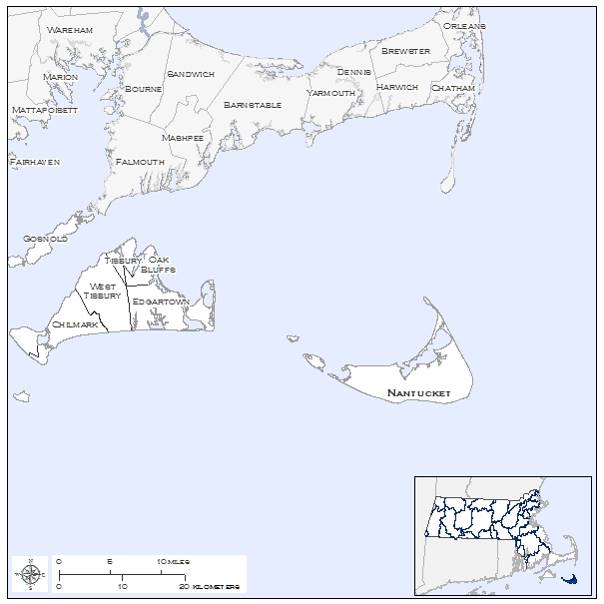 ORLEANS
WAREHAM
BREWSTER
SANDWICH
DENNIS
MARION
BOURNE
YARMOUTH
HARWICH
CHATHAM
BARNSTABLE
MATTAPOISETT
MASHPEE
FAIRHAVEN
FALMOUTH
GOSNOLD
TISBURY
OAK
BLUFFS
WEST
TISBURY
EDGARTOWN
CHILMARK
NANTUCKET
N
W
E
S
0 5 10 MILES
0 10 20 KILOMETERS